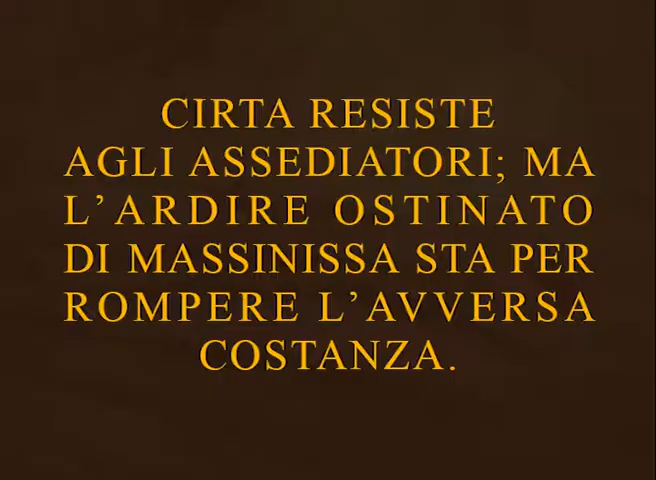 CIRTA RESISTE
AGLI ASSEDIATORI; MA
L'ARDIRE OSTINATO
DI MASSINISSA STA PER
ROMPERE L'AVVERSA
COSTANZA.